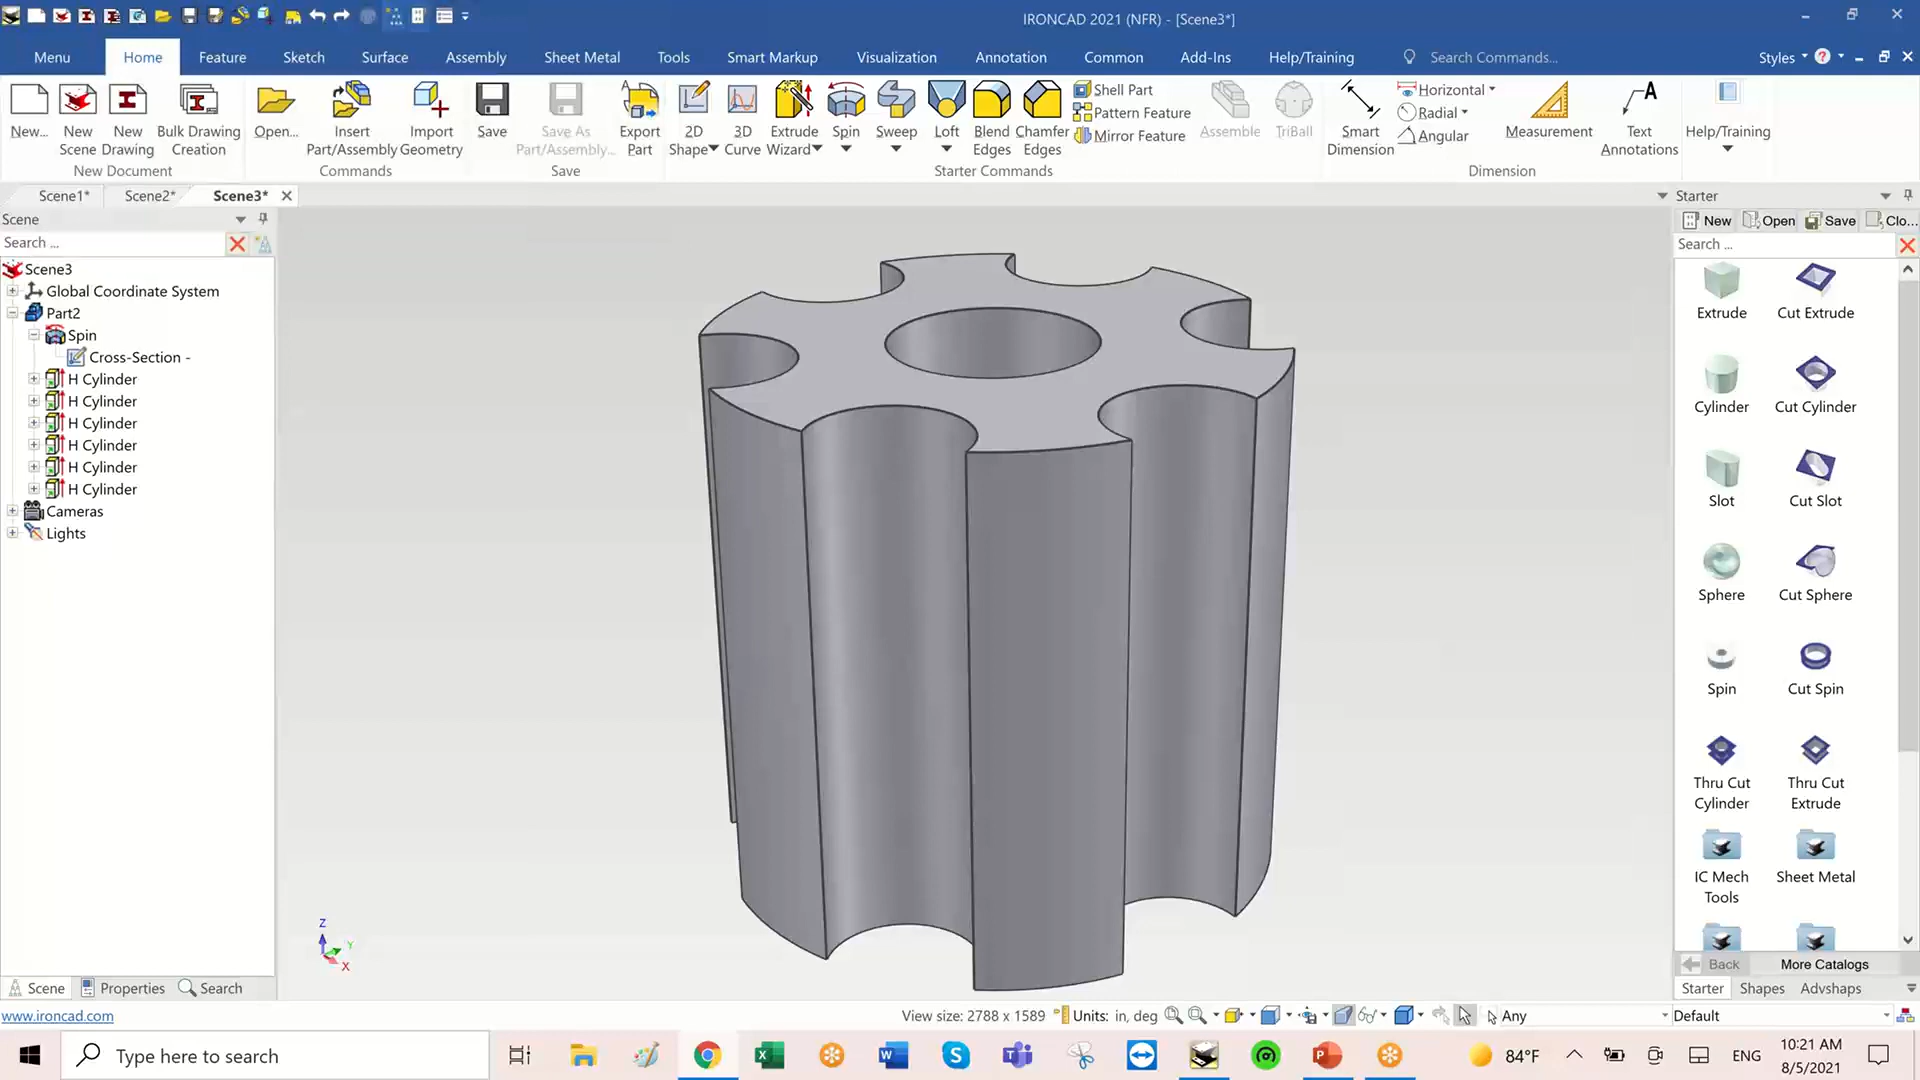 IRONCAD 2021 (NFR) - [Scene3*]
Menu Home Feature Sketch Surface Assembly Sheet Metal Tools Smart Markup Visualization Annotation Common Add-Ins Help/Training Search Commands... Styles
New... New Scene New Drawing Bulk Drawing Creation
New Document
Open... Insert Part/Assembly Import Geometry
Commands
Save Save As Part/Assembly... Export Part
Save
2D Shape 3D Curve Extrude Wizard Spin Sweep Loft Blend Edges Chamfer Edges
Shell Part
Pattern Feature
Mirror Feature
Assemble TriBall
Starter Commands
Smart Dimension
Horizontal
Radial
Angular
Measurement Text Annotations
Dimension
Help/Training
Scene1* Scene2* Scene3*
Scene
Search ...
Scene3
Global Coordinate System
Part2
Spin
Cross-Section -
H Cylinder
H Cylinder
H Cylinder
H Cylinder
H Cylinder
H Cylinder
Cameras
Lights
Z
Y
X
Starter
New Open Save Clo...
Search ...
Extrude Cut Extrude
Cylinder Cut Cylinder
Slot Cut Slot
Sphere Cut Sphere
Spin Cut Spin
Thru Cut Cylinder Thru Cut Extrude
IC Mech Tools Sheet Metal
Back More Catalogs
Starter Shapes Advshaps
Scene Properties Search
www.ironcad.com
View size: 2788 x 1589 Units: in, deg Any Default
Type here to search
84°F ENG
10:21 AM
8/5/2021